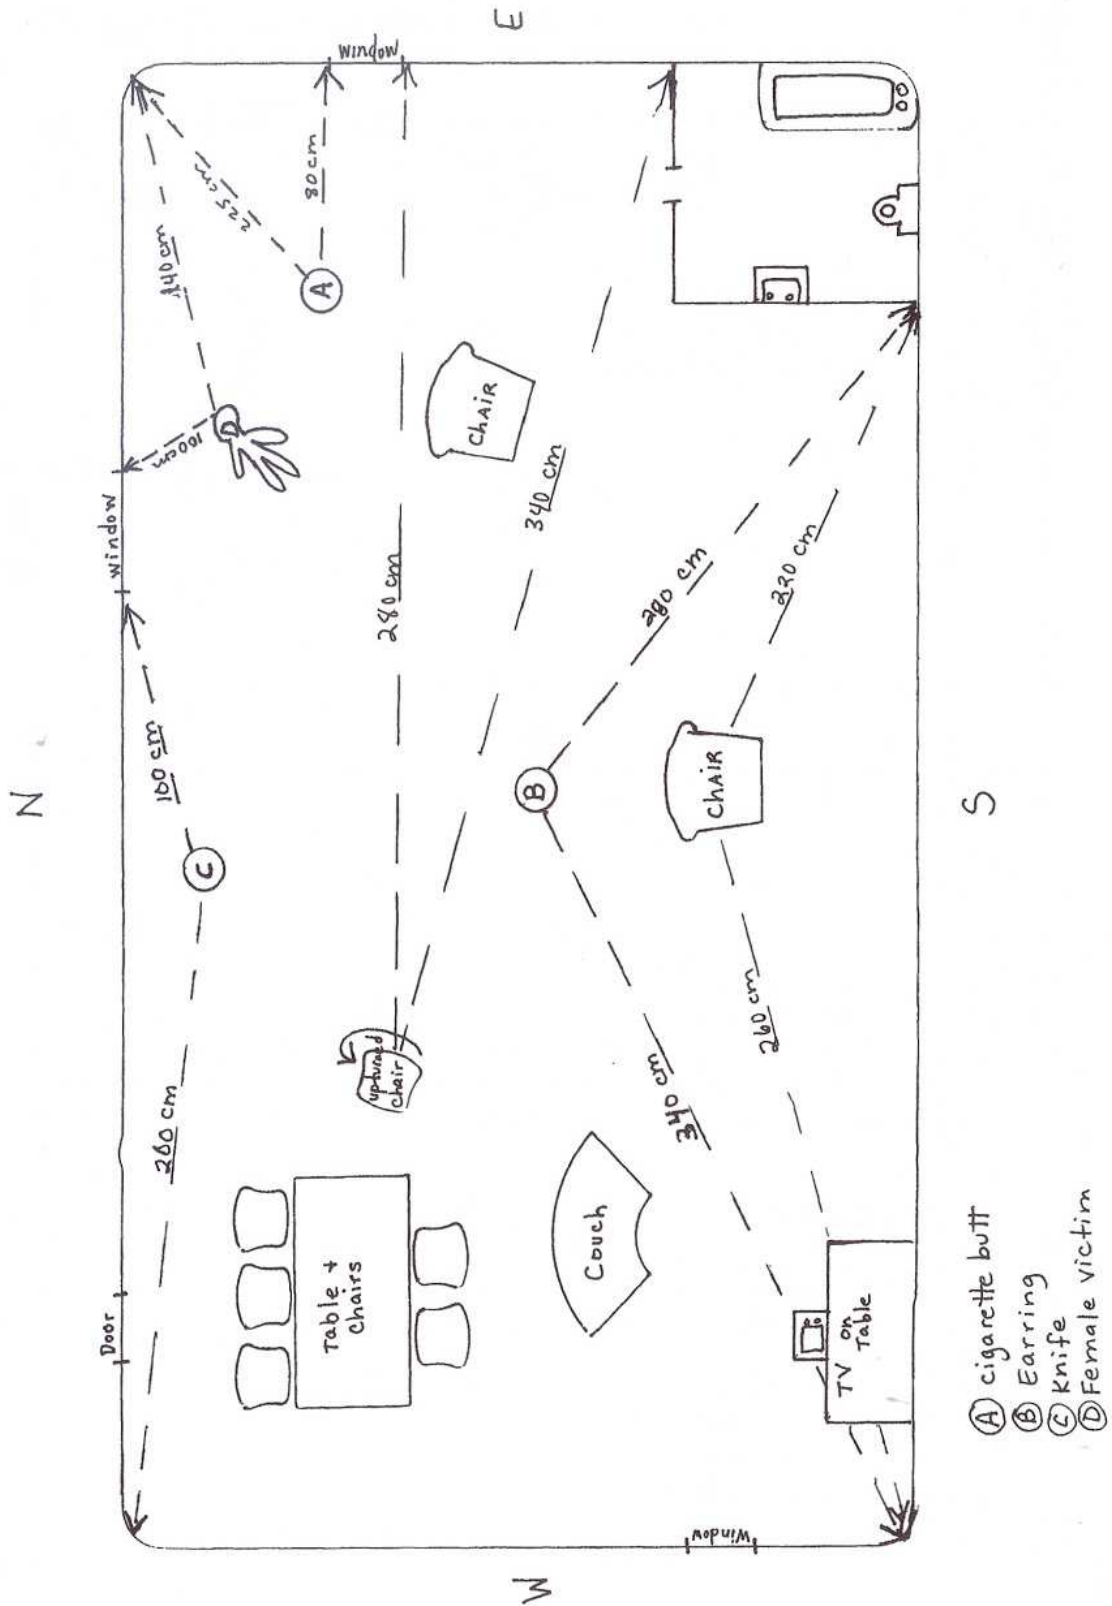 N
Door
window
280 cm
100 cm
100cm
140 cm
225 cm
80 cm
window
C
D
A
Table +
chairs
upturned
chair
280 cm
ChAIR
340 cm
W
E
Couch
B
340 cm
280 cm
window
ChAIR
260 cm
220 cm
TV on
Table
S
A cigarette butt
B Earring
C Knife
D Female victim